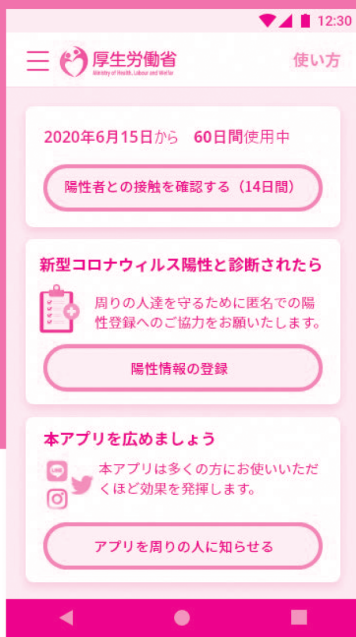 12:30
厚生労働省
Ministry of Health, Labour and Welfar
使い方
2020年6月15日から 60日間使用中
陽性者との接触を確認する（14日間）
新型コロナウィルス陽性と診断されたら
周りの人達を守るために匿名での陽
性登録へのご協力をお願いたします。
陽性情報の登録
本アプリを広めましょう
LINE
本アプリは多くの方にお使いいただ
くほど効果を発揮します。
アプリを周りの人に知らせる